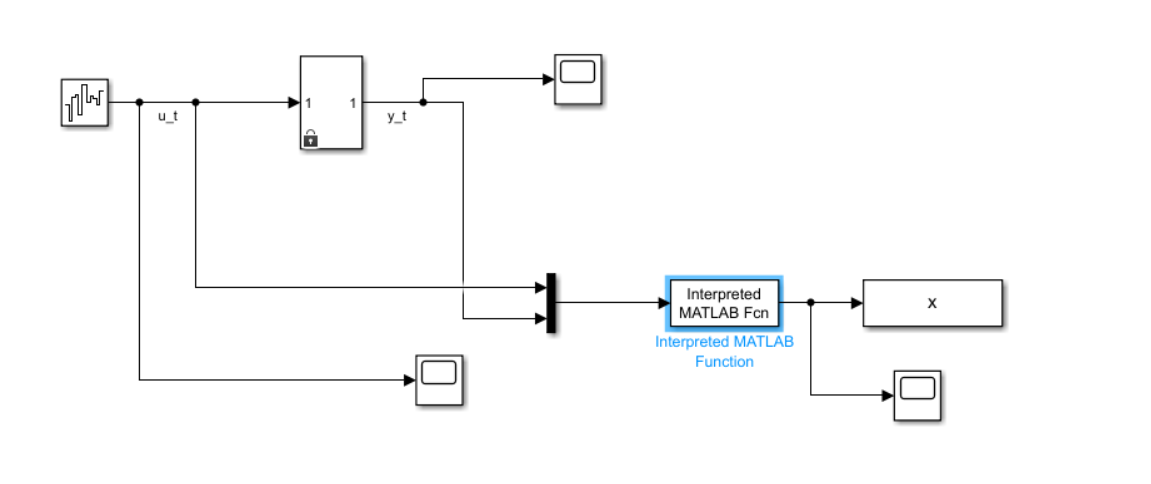 1 1
u_t
y_t
Interpreted
MATLAB Fcn
x
Interpreted MATLAB
Function